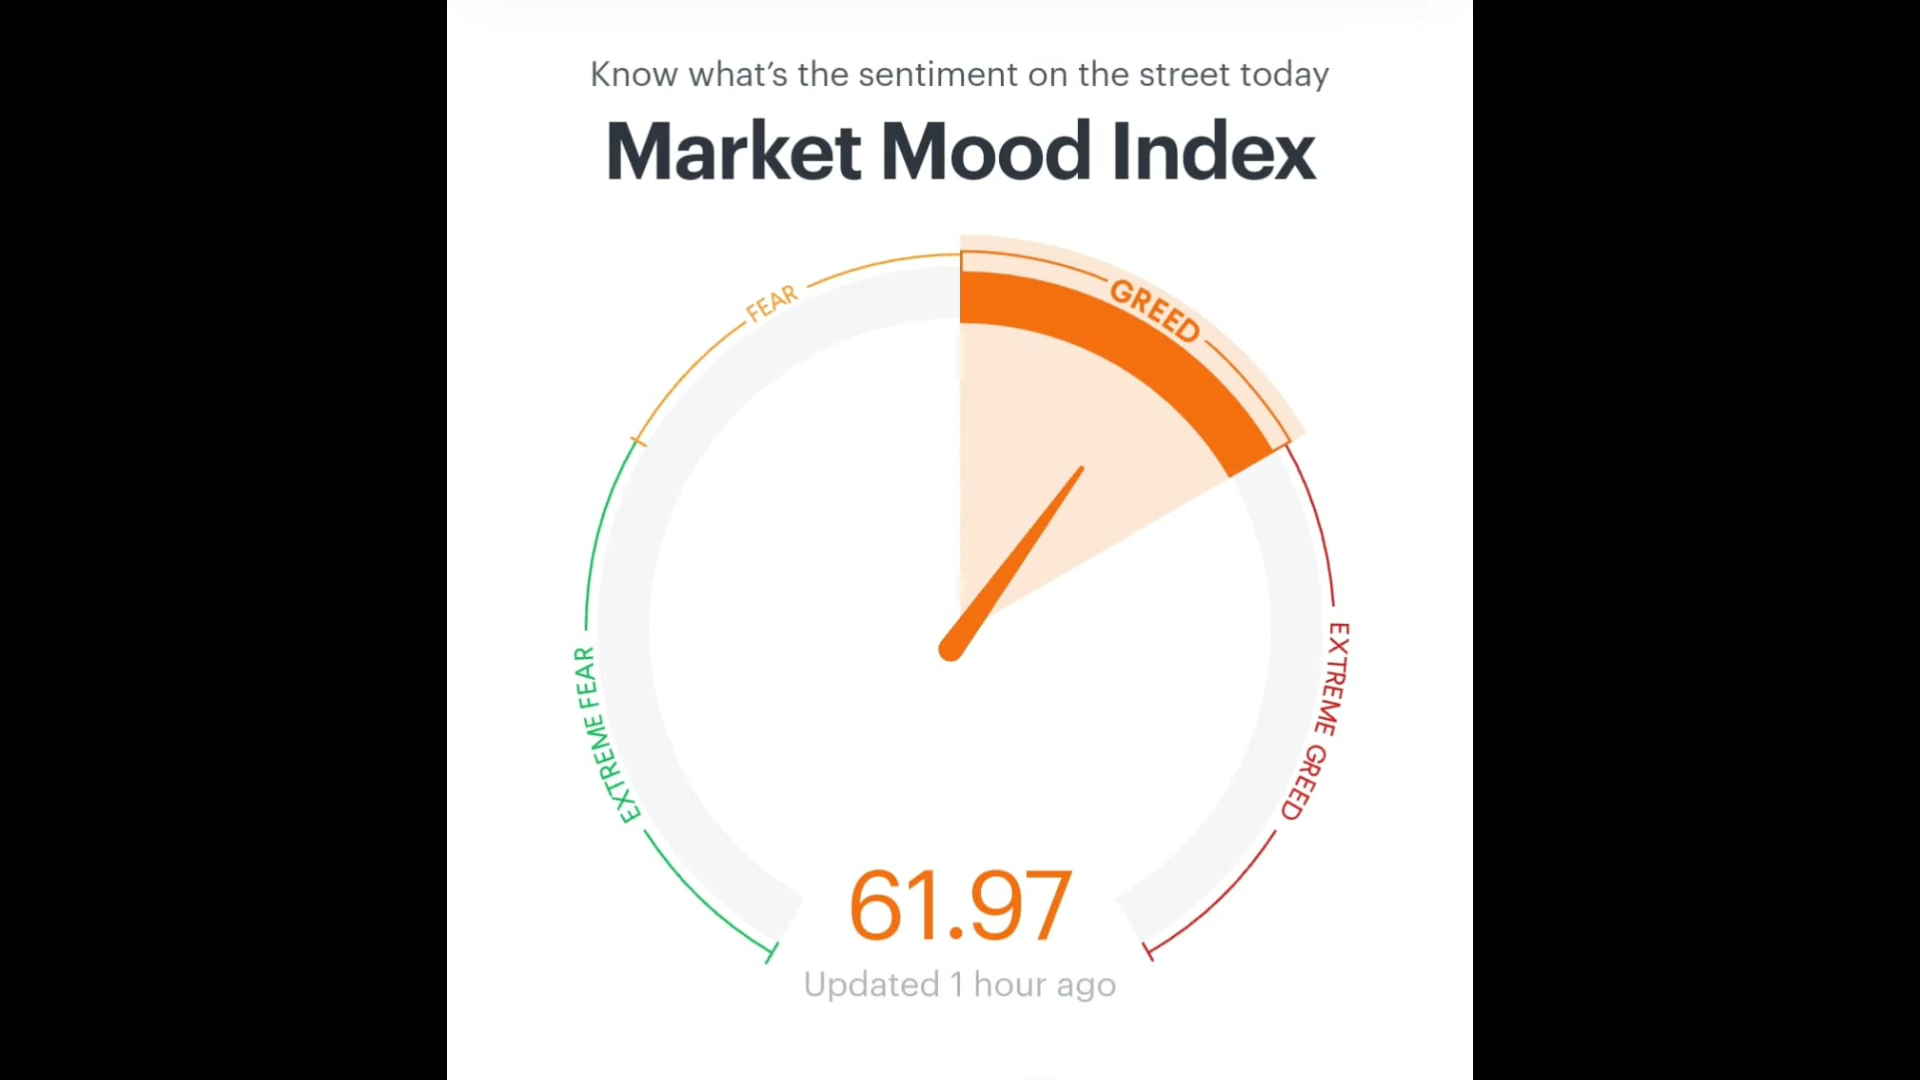 Know what's the sentiment on the street today
Market Mood Index
FEAR
GREED
EXTREME FEAR
EXTREME GREED
61.97
Updated 1 hour ago